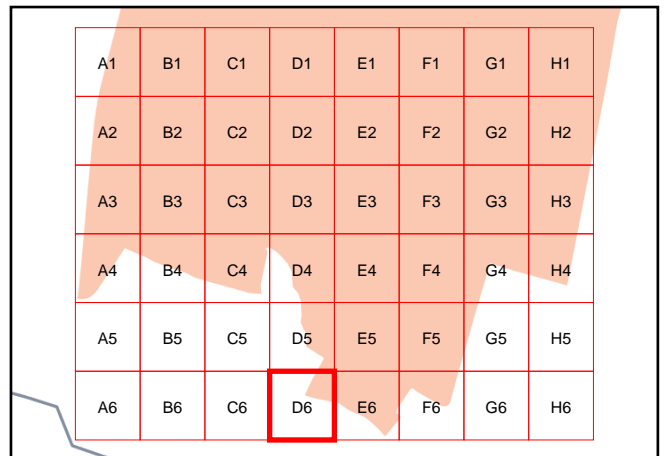 A1 B1 C1 D1 E1 F1 G1 H1
A2 B2 C2 D2 E2 F2 G2 H2
A3 B3 C3 D3 E3 F3 G3 H3
A4 B4 C4 D4 E4 F4 G4 H4
A5 B5 C5 D5 E5 F5 G5 H5
A6 B6 C6 D6 E6 F6 G6 H6